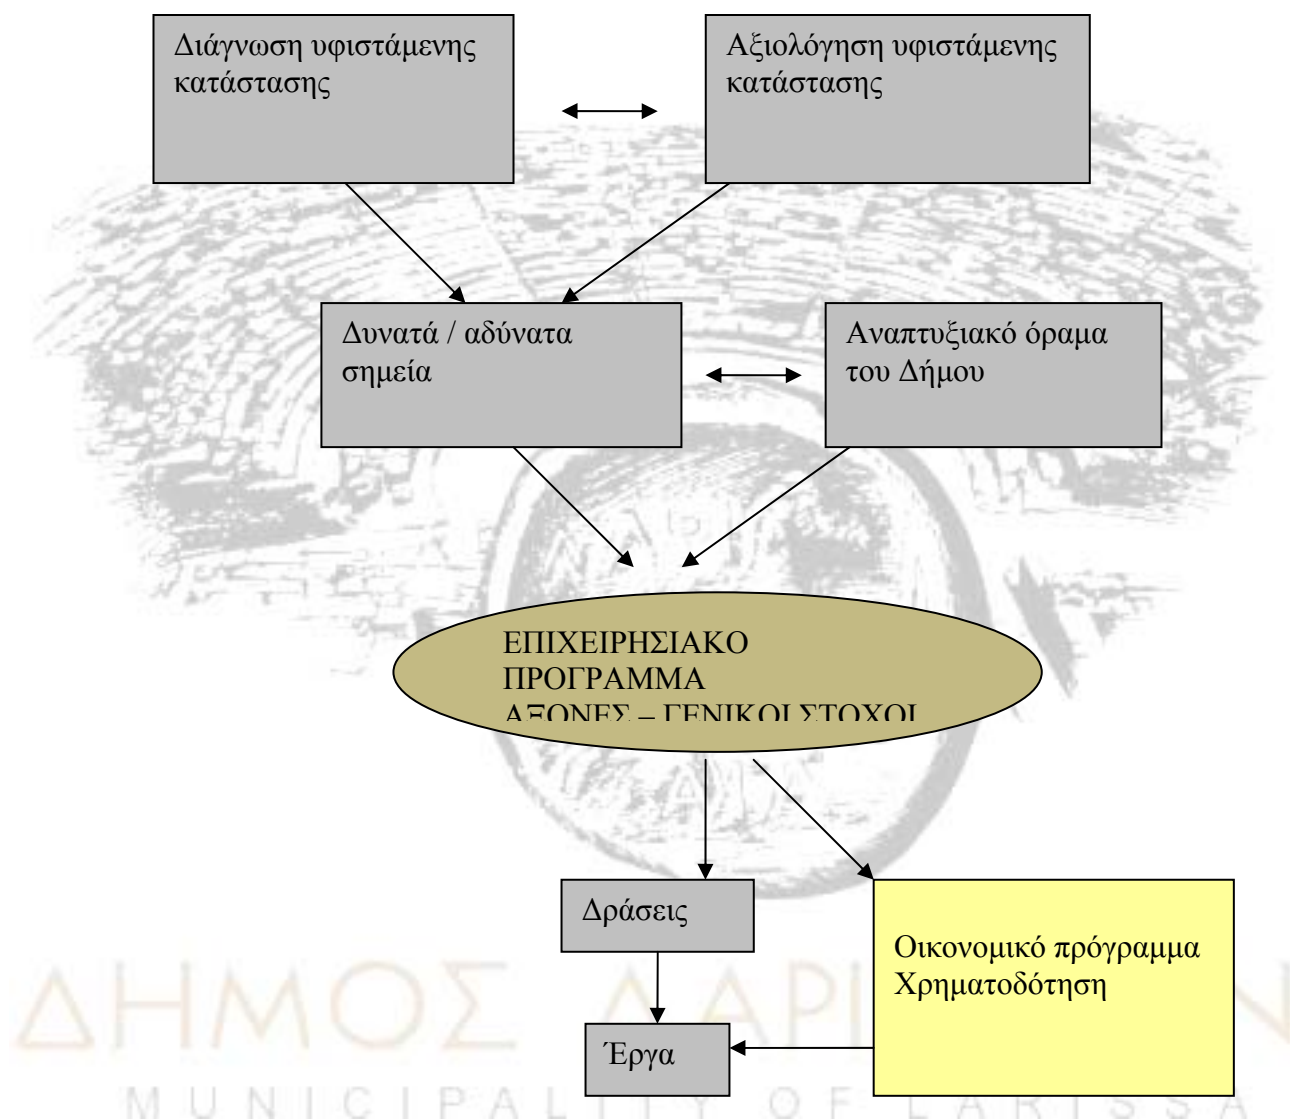 Διάγνωση υφιστάμενης
κατάστασης
Αξιολόγηση υφιστάμενης
κατάστασης
Δυνατά / αδύνατα
σημεία
Αναπτυξιακό όραμα
του Δήμου
ΕΠΙΧΕΙΡΗΣΙΑΚΟ
ΠΡΟΓΡΑΜΜΑ
ΑΞΟΝΕΣ – ΓΕΝΙΚΟΙ ΣΤΟΧΟΙ
Δράσεις
Οικονομικό πρόγραμμα
Χρηματοδότηση
Έργα
ΔΗΜΟΣ
MUNICIPALITY OF LARISSA